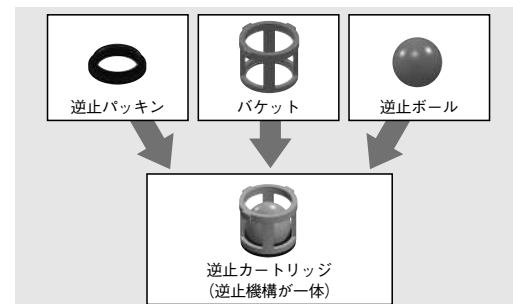 逆止パッキン
バケット
逆止ボール
逆止カートリッジ
(逆止機構が一体)